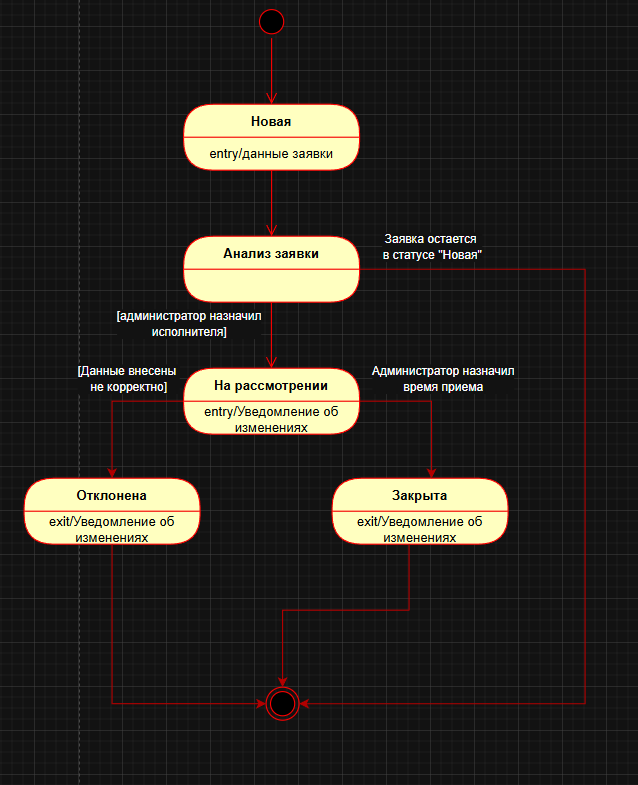 Новая
entry/данные заявки
Анализ заявки
Заявка остается
в статусе "Новая"
[администратор назначил
исполнителя]
[Данные внесены
не корректно]
На рассмотрении
entry/Уведомление об
изменениях
Администратор назначил
время приема
Отклонена
exit/Уведомление об
изменениях
Закрыта
exit/Уведомление об
изменениях